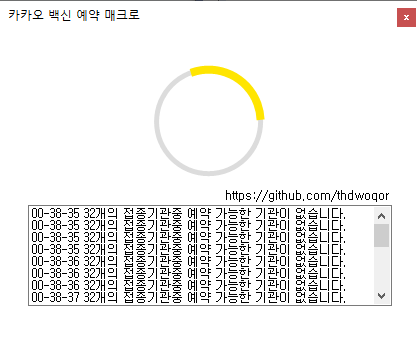 카카오 백신 예약 매크로
x
https://github.com/thdwoqor
00-38-35 32개의 접종기관중 예약 가능한 기관이 없습니다.
00-38-35 32개의 접종기관중 예약 가능한 기관이 없습니다.
00-38-35 32개의 접종기관중 예약 가능한 기관이 없습니다.
00-38-36 32개의 접종기관중 예약 가능한 기관이 없습니다.
00-38-36 32개의 접종기관중 예약 가능한 기관이 없습니다.
00-38-36 32개의 접종기관중 예약 가능한 기관이 없습니다.
00-38-36 32개의 접종기관중 예약 가능한 기관이 없습니다.
00-38-37 32개의 접종기관중 예약 가능한 기관이 없습니다.